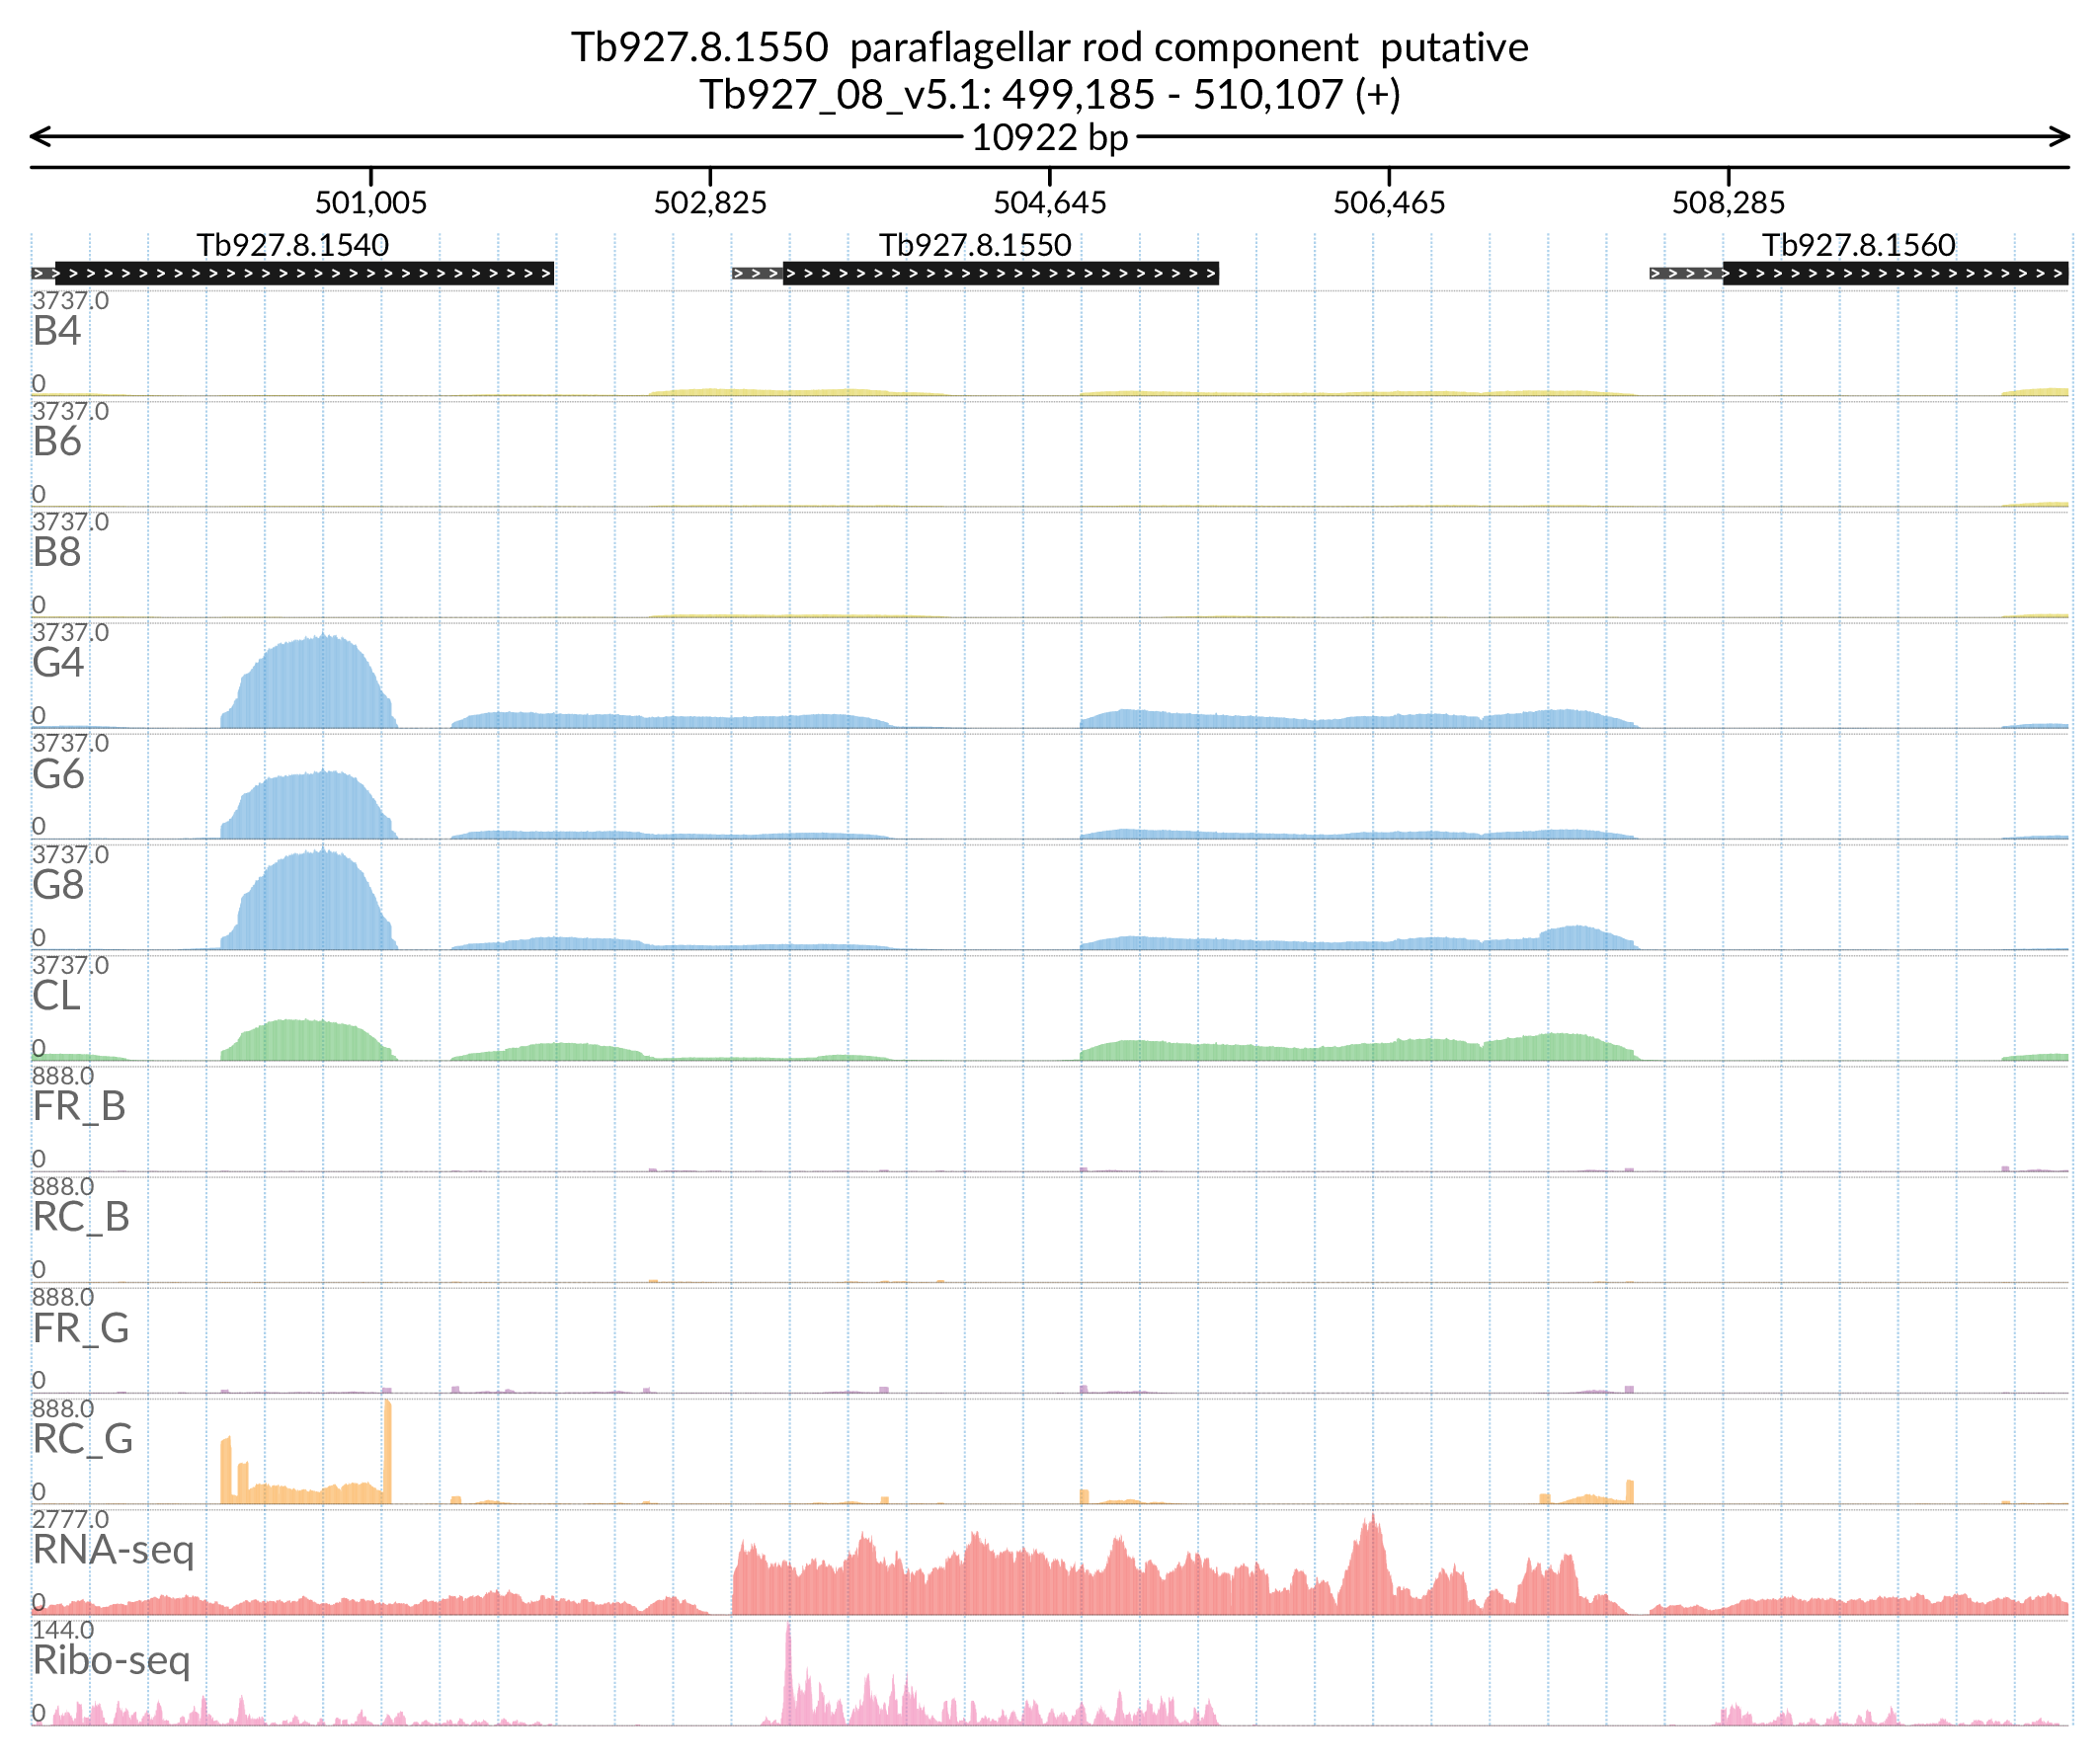 Tb927.8.1550 paraflagellar rod component putative
Tb927_08_v5.1: 499,185 - 510,107 (+)
10922 bp
501,005 502,825 504,645 506,465 508,285
Tb927.8.1540 Tb927.8.1550 Tb927.8.1560
3737.0
B4
0
3737.0
B6
0
3737.0
B8
0
3737.0
G4
0
3737.0
G6
0
3737.0
G8
0
3737.0
CL
0
888.0
FR_B
0
888.0
RC_B
0
888.0
FR_G
0
888.0
RC_G
0
2777.0
RNA-seq
0
144.0
Ribo-seq
0